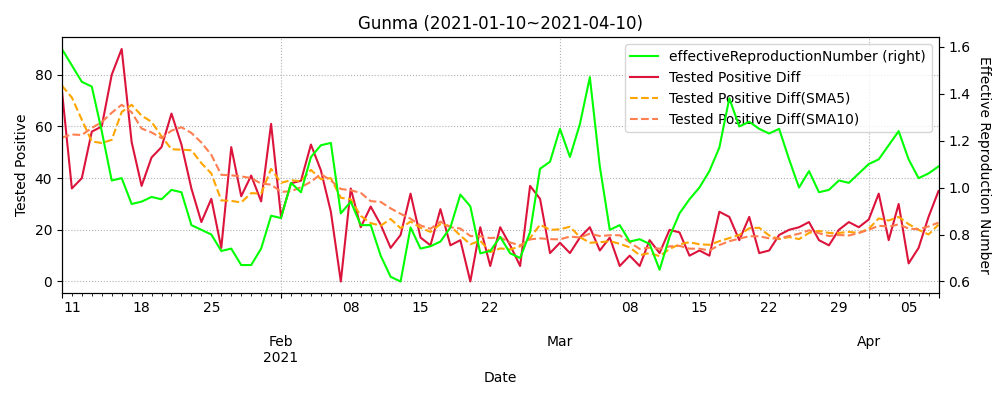 Gunma (2021-01-10~2021-04-10)
effectiveReproductionNumber (right)
Tested Positive Diff
Tested Positive Diff(SMA5)
Tested Positive Diff(SMA10)
Tested Positive
80
60
40
20
0
1.6
1.4
1.2
1.0
0.8
0.6
Effective Reproduction Number
11 18 25 08 15 22 08 15 22 29 05
Feb Mar Apr
2021
Date